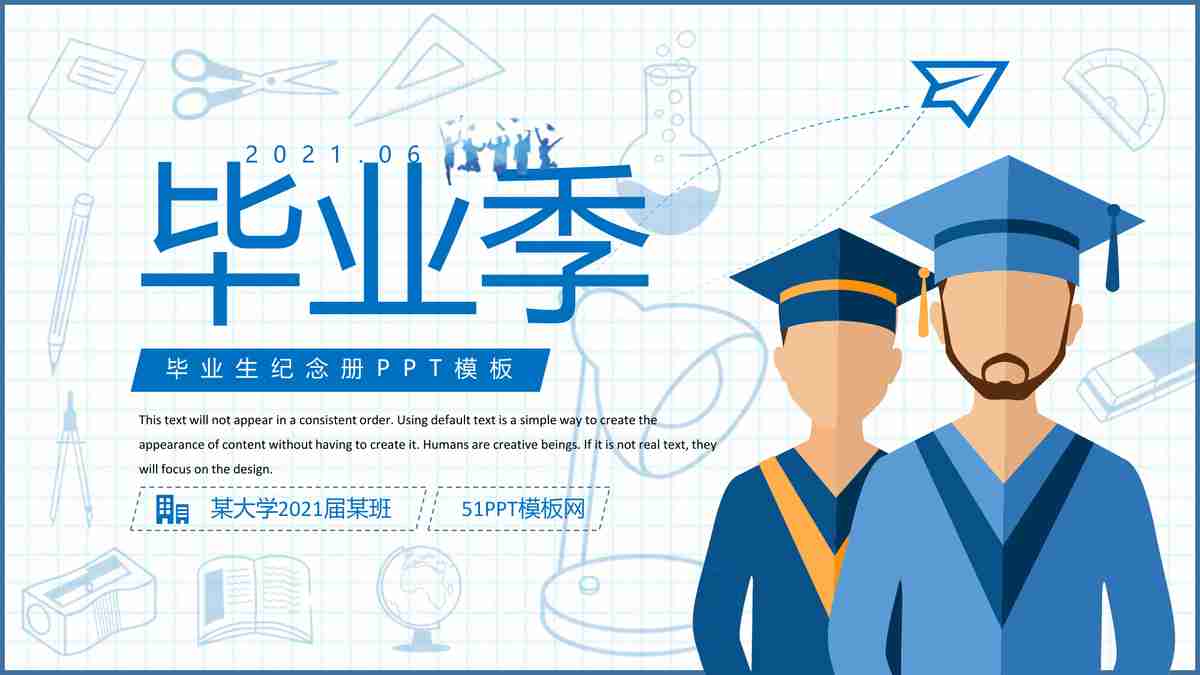 2021.06
毕业季
毕业生纪念册PPT模板
This text will not appear in a consistent order. Using default text is a simple way to create the
appearance of content without having to create it. Humans are creative beings. If it is not real text, they
will focus on the design.
某大学2021届某班
51PPT模板网